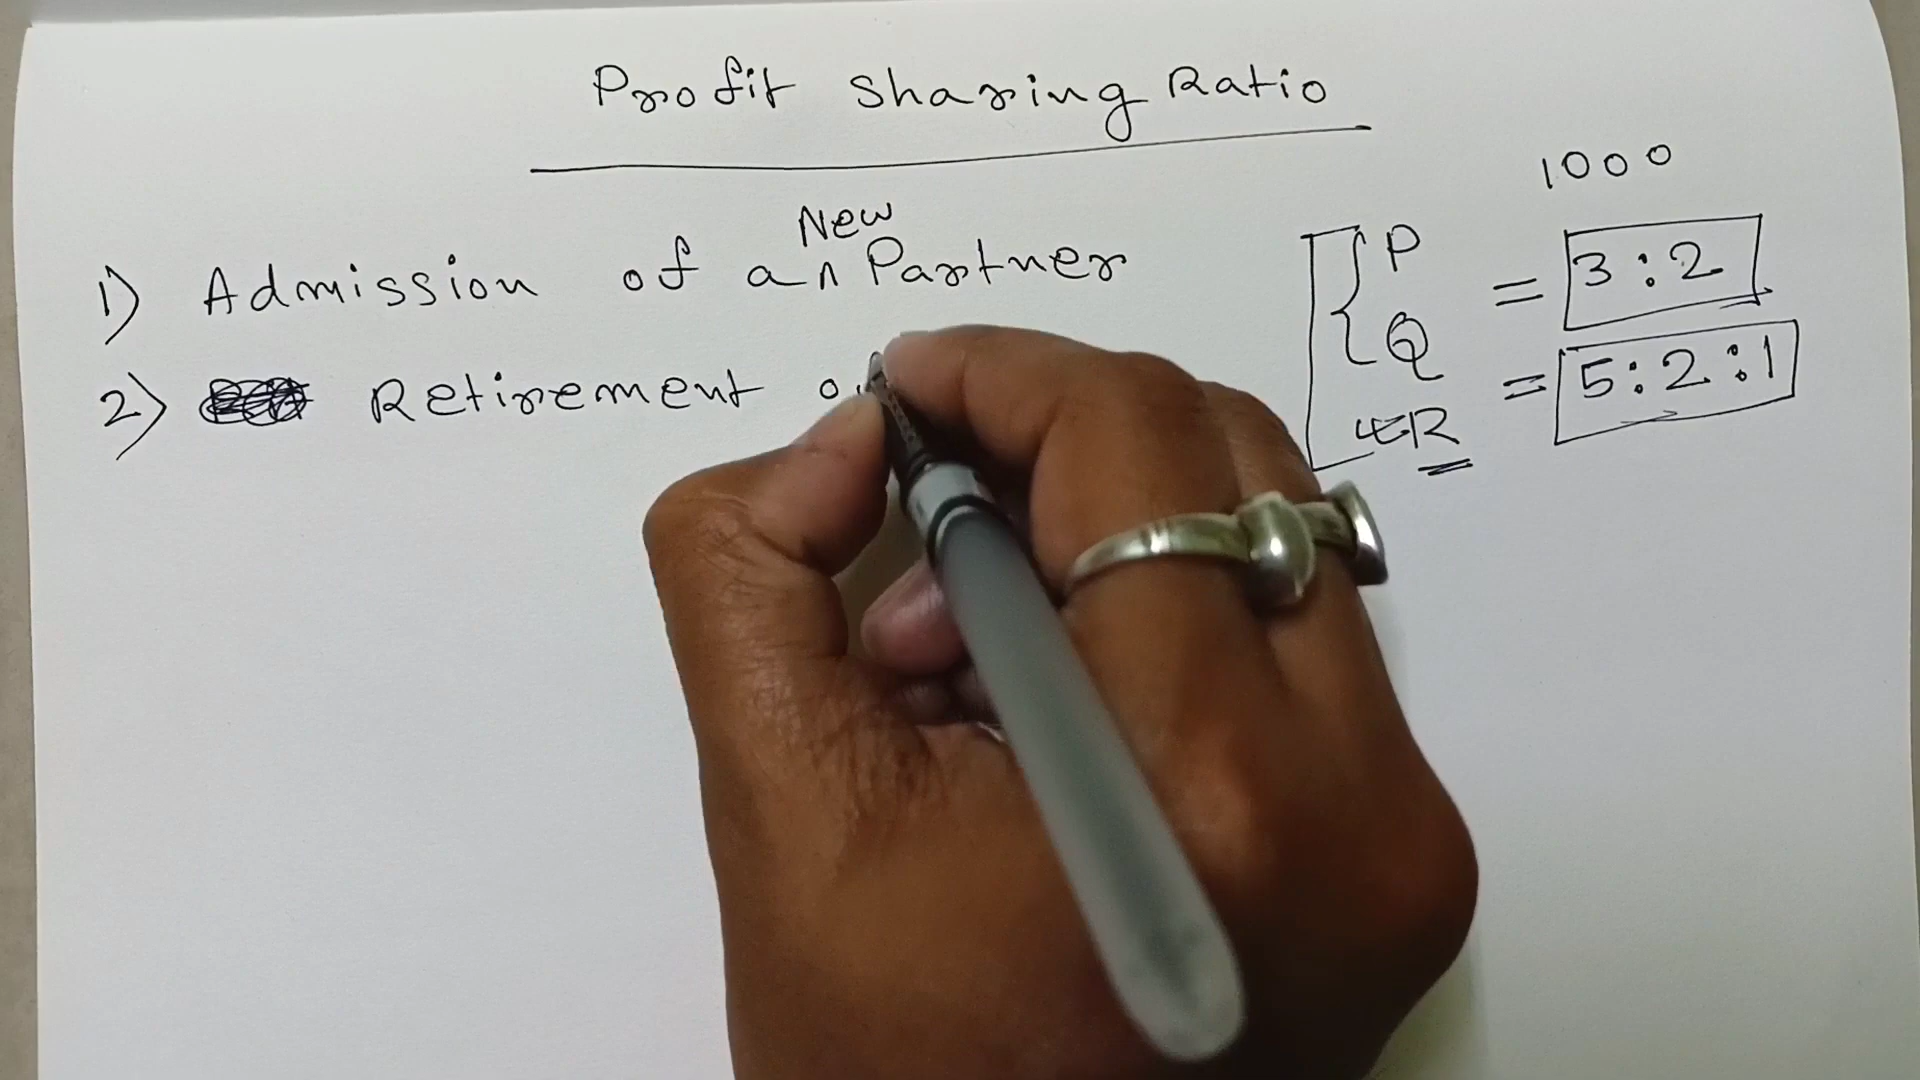 Profit Sharing Ratio
1000
New
1) Admission of a Partner
P
= 3:2
Q
2) Retirement
= 5:2:1
R